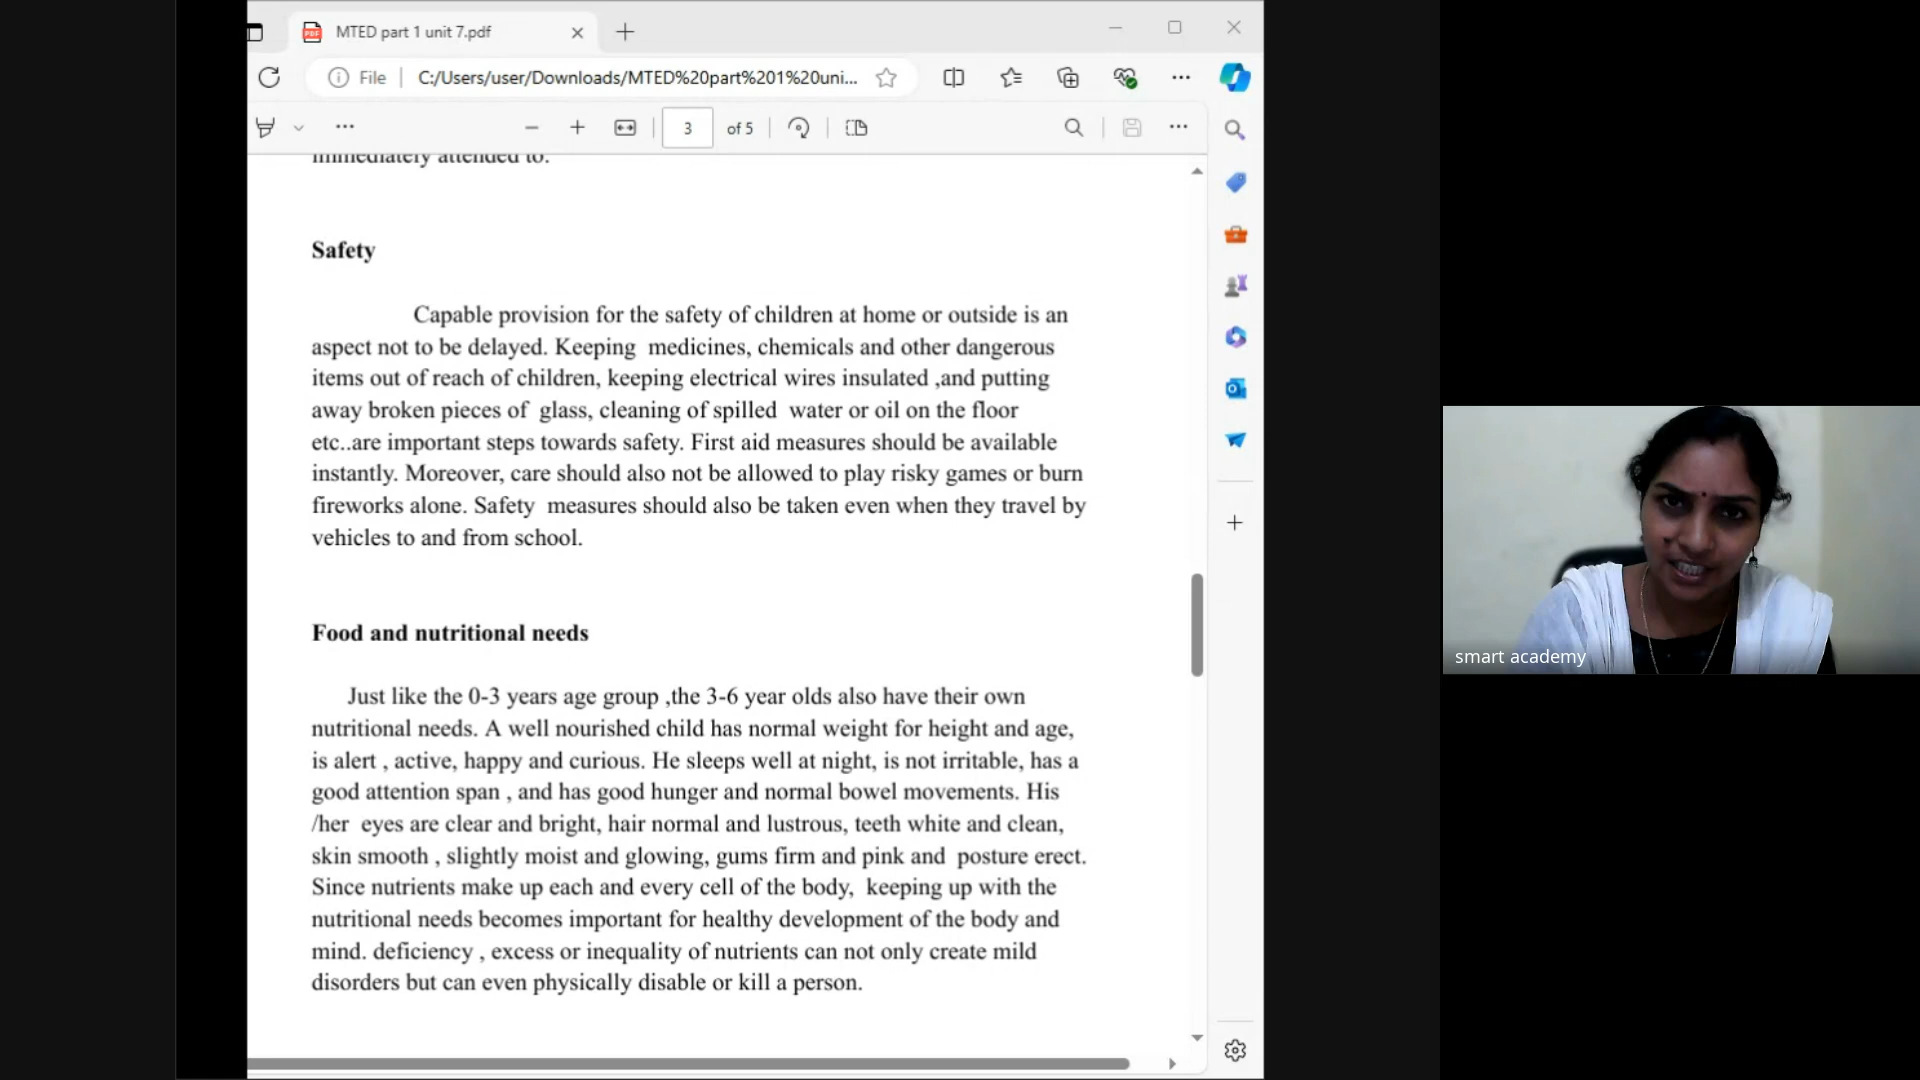 MTED part 1 unit 7.pdf
File
C:/Users/user/Downloads/MTED%20part%201%20uni...
3 of 5
immediately attended to.
Safety
Capable provision for the safety of children at home or outside is an
aspect not to be delayed. Keeping  medicines, chemicals and other dangerous
items out of reach of children, keeping electrical wires insulated ,and putting
away broken pieces of  glass, cleaning of spilled  water or oil on the floor
etc..are important steps towards safety. First aid measures should be available
instantly. Moreover, care should also not be allowed to play risky games or burn
fireworks alone. Safety  measures should also be taken even when they travel by
vehicles to and from school.
Food and nutritional needs
Just like the 0-3 years age group ,the 3-6 year olds also have their own
nutritional needs. A well nourished child has normal weight for height and age,
is alert , active, happy and curious. He sleeps well at night, is not irritable, has a
good attention span , and has good hunger and normal bowel movements. His
/her  eyes are clear and bright, hair normal and lustrous, teeth white and clean,
skin smooth , slightly moist and glowing, gums firm and pink and  posture erect.
Since nutrients make up each and every cell of the body,  keeping up with the
nutritional needs becomes important for healthy development of the body and
mind. deficiency , excess or inequality of nutrients can not only create mild
disorders but can even physically disable or kill a person.
smart academy